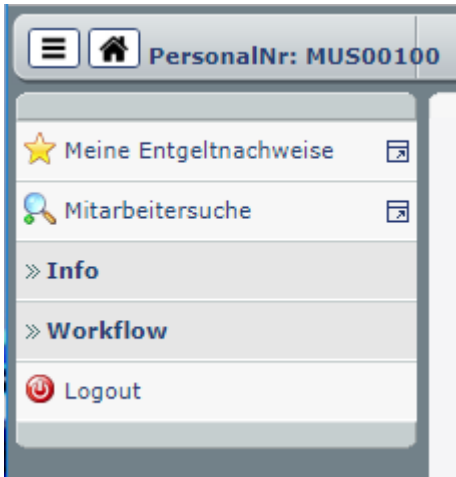 PersonalNr: MUS00100
Meine Entgeltnachweise
Mitarbeitersuche
» Info
» Workflow
Logout